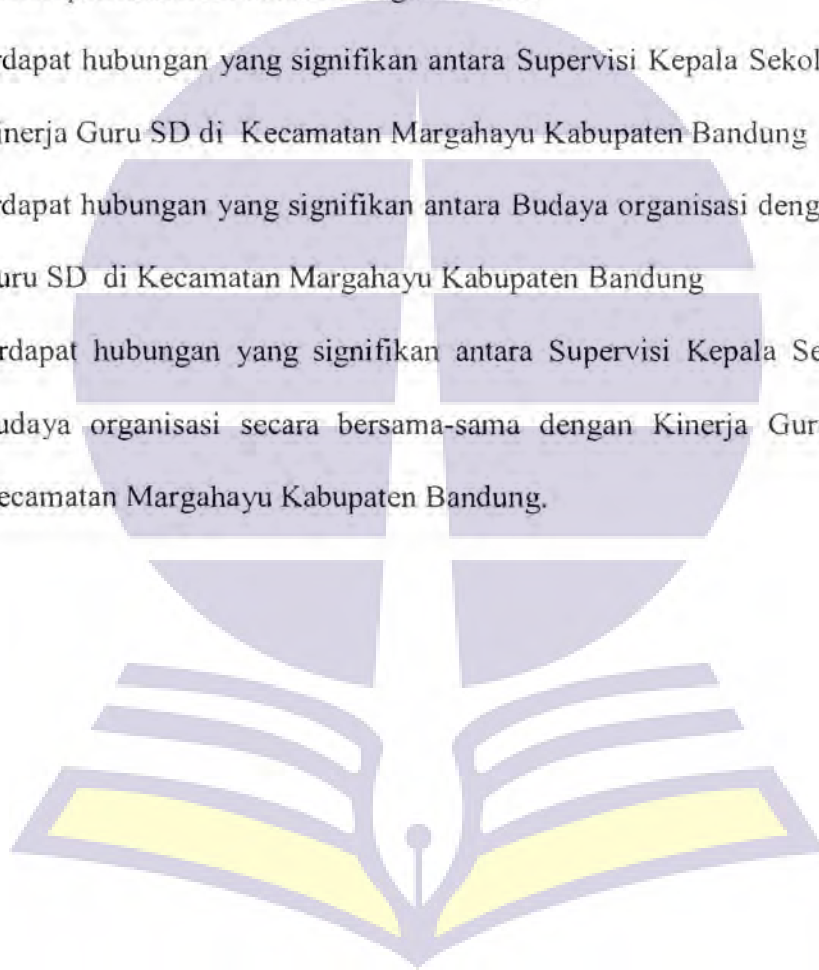 rdapat hubungan yang signifikan antara Supervisi Kepala Sekol
inerja Guru SD di Kecamatan Margahayu Kabupaten Bandung
rdapat hubungan yang signifikan antara Budaya organisasi deng
uru SD di Kecamatan Margahayu Kabupaten Bandung
rdapat hubungan yang signifikan antara Supervisi Kepala Se
udaya organisasi secara bersama-sama dengan Kinerja Gur
ecamatan Margahayu Kabupaten Bandung.